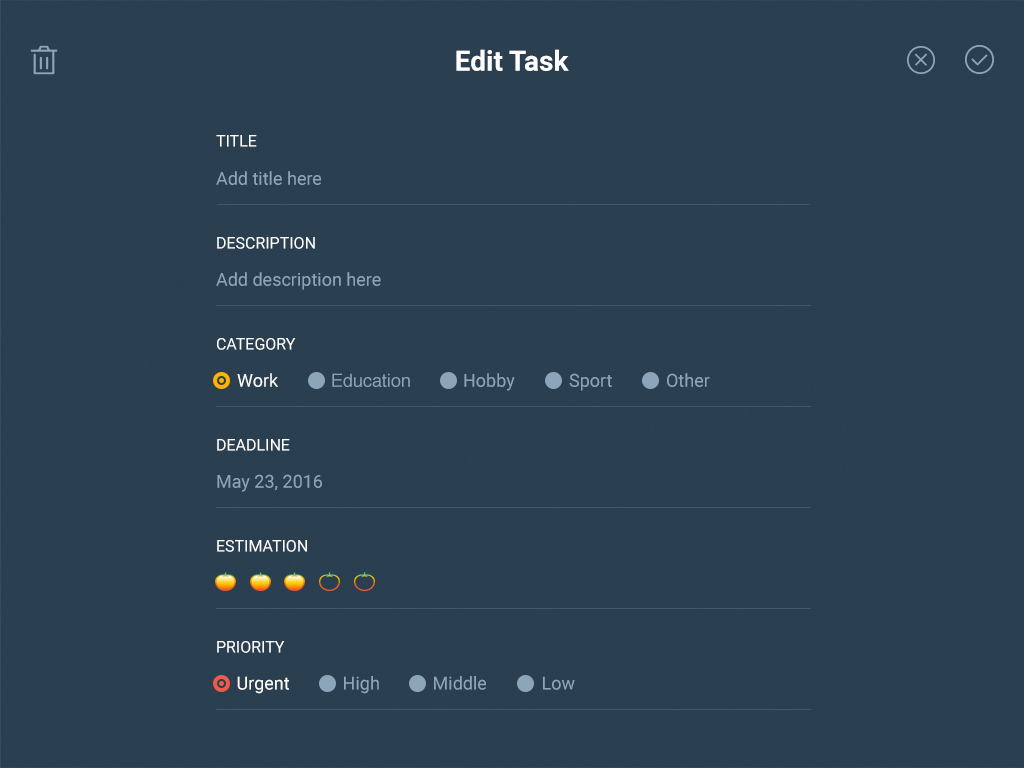 Edit Task
TITLE
Add title here
DESCRIPTION
Add description here
CATEGORY
Work Education Hobby Sport Other
DEADLINE
May 23, 2016
ESTIMATION
PRIORITY
Urgent High Middle Low